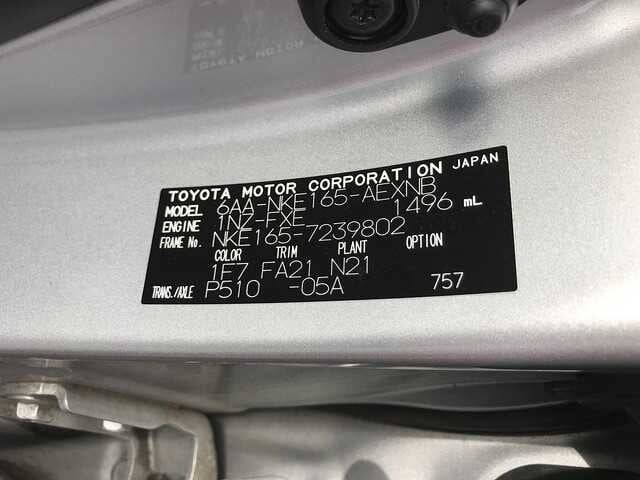 TOYOTA MOTOR CORPORATION JAPAN
MODEL 6AA-NKE165-AEXNB
ENGINE 1NZ-FXE 1496 mL
FRAME No. NKE165-7239802
COLOR TRIM PLANT OPTION
1F7 FA21 N21
TRANS./AXLE P510 -05A 757